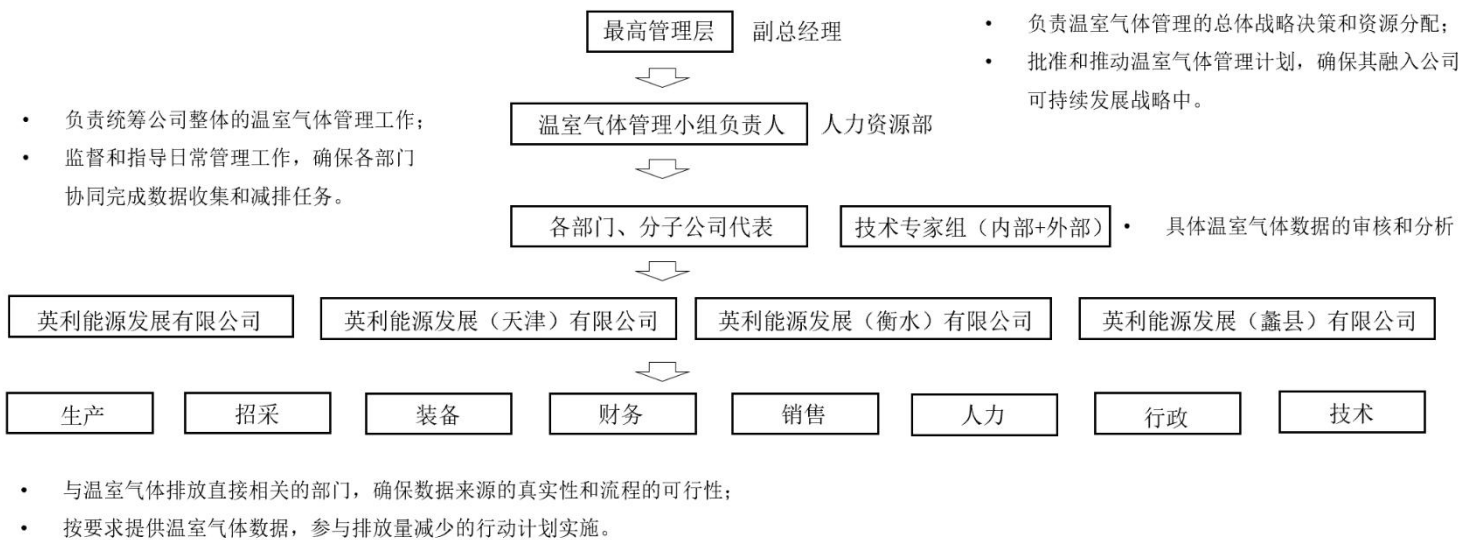 最高管理层 副总经理
• 负责温室气体管理的总体战略决策和资源分配；
• 批准和推动温室气体管理计划，确保其融入公司
可持续发展战略中。
• 负责统筹公司整体的温室气体管理工作；
• 监督和指导日常管理工作，确保各部门
协同完成数据收集和减排任务。
温室气体管理小组负责人 人力资源部
各部门、分子公司代表 技术专家组（内部+外部） • 具体温室气体数据的审核和分析
英利能源发展有限公司 英利能源发展（天津）有限公司 英利能源发展（衡水）有限公司 英利能源发展（蠡县）有限公司
生产 招采 装备 财务 销售 人力 行政 技术
• 与温室气体排放直接相关的部门，确保数据来源的真实性和流程的可行性；
• 按要求提供温室气体数据，参与排放量减少的行动计划实施。